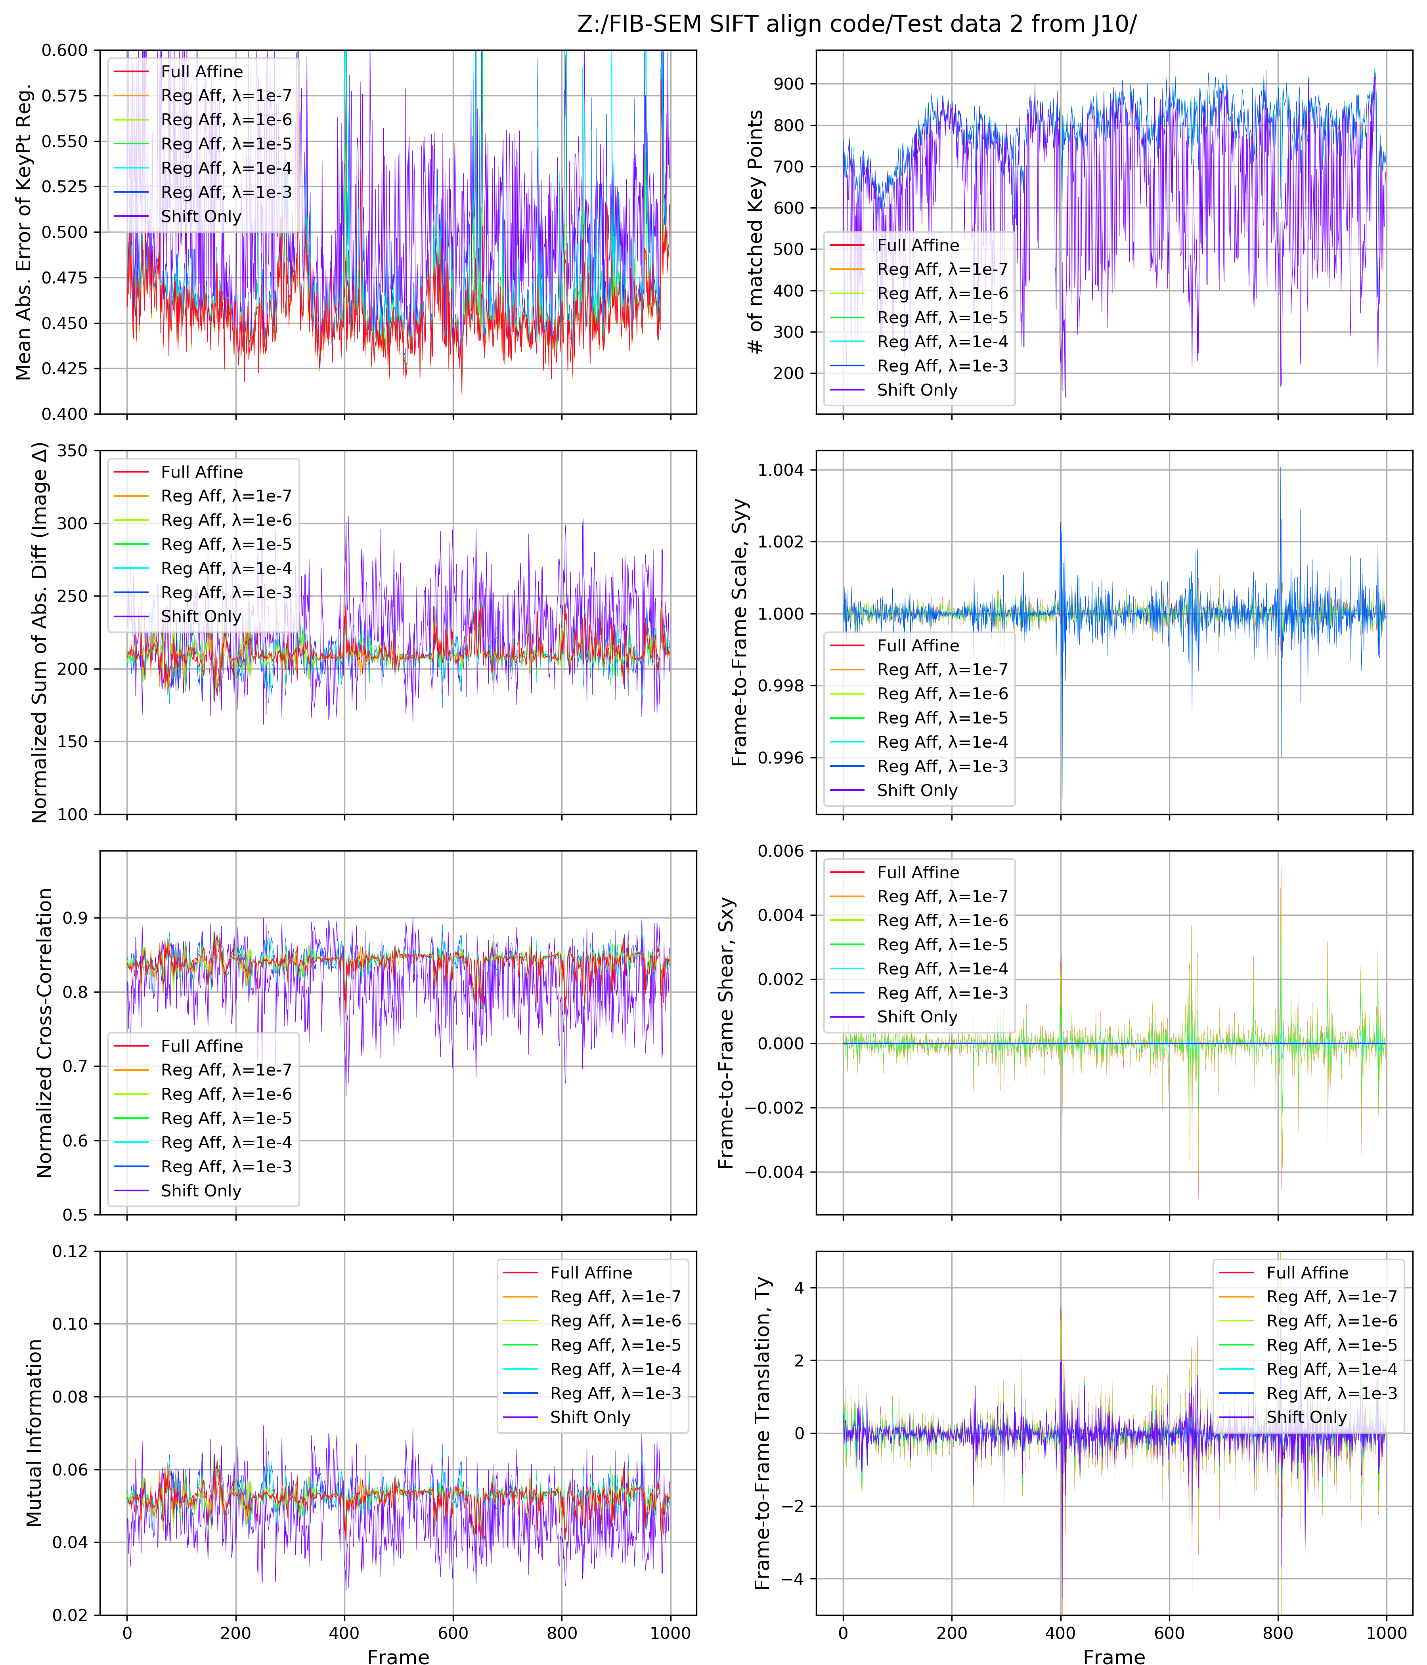 Z:/FIB-SEM SIFT align code/Test data 2 from J10/
Mean Abs. Error of KeyPt Reg.
0.600
0.575
0.550
0.525
0.500
0.475
0.450
0.425
0.400
Full Affine
Reg Aff, λ=1e-7
Reg Aff, λ=1e-6
Reg Aff, λ=1e-5
Reg Aff, λ=1e-4
Reg Aff, λ=1e-3
Shift Only
# of matched Key Points
900
800
700
600
500
400
300
200
Full Affine
Reg Aff, λ=1e-7
Reg Aff, λ=1e-6
Reg Aff, λ=1e-5
Reg Aff, λ=1e-4
Reg Aff, λ=1e-3
Shift Only
Normalized Sum of Abs. Diff (Image Δ)
350
300
250
200
150
100
Full Affine
Reg Aff, λ=1e-7
Reg Aff, λ=1e-6
Reg Aff, λ=1e-5
Reg Aff, λ=1e-4
Reg Aff, λ=1e-3
Shift Only
Frame-to-Frame Scale, Syy
1.004
1.002
1.000
0.998
0.996
Full Affine
Reg Aff, λ=1e-7
Reg Aff, λ=1e-6
Reg Aff, λ=1e-5
Reg Aff, λ=1e-4
Reg Aff, λ=1e-3
Shift Only
Normalized Cross-Correlation
0.9
0.8
0.7
0.6
0.5
Full Affine
Reg Aff, λ=1e-7
Reg Aff, λ=1e-6
Reg Aff, λ=1e-5
Reg Aff, λ=1e-4
Reg Aff, λ=1e-3
Shift Only
Frame-to-Frame Shear, Sxy
0.006
0.004
0.002
0.000
−0.002
−0.004
Full Affine
Reg Aff, λ=1e-7
Reg Aff, λ=1e-6
Reg Aff, λ=1e-5
Reg Aff, λ=1e-4
Reg Aff, λ=1e-3
Shift Only
Mutual Information
0.12
0.10
0.08
0.06
0.04
0.02
Full Affine
Reg Aff, λ=1e-7
Reg Aff, λ=1e-6
Reg Aff, λ=1e-5
Reg Aff, λ=1e-4
Reg Aff, λ=1e-3
Shift Only
0 200 400 600 800 1000
Frame
Frame-to-Frame Translation, Ty
4
2
0
−2
−4
Full Affine
Reg Aff, λ=1e-7
Reg Aff, λ=1e-6
Reg Aff, λ=1e-5
Reg Aff, λ=1e-4
Reg Aff, λ=1e-3
Shift Only
0 200 400 600 800 1000
Frame